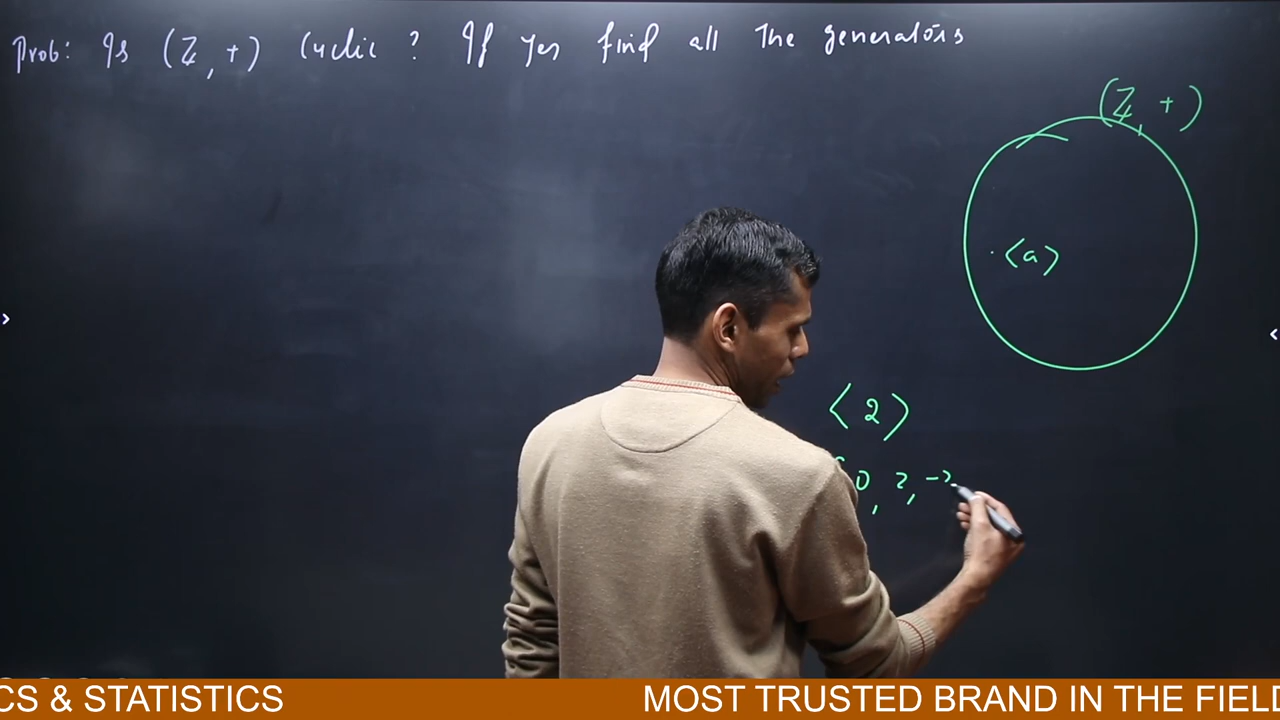 Prob: Is (Z, +) Cyclic ? If yes find all the generators
(Z, +)
<a>
<2>
0, 2, -2,
CS & STATISTICS
MOST TRUSTED BRAND IN THE FIELD